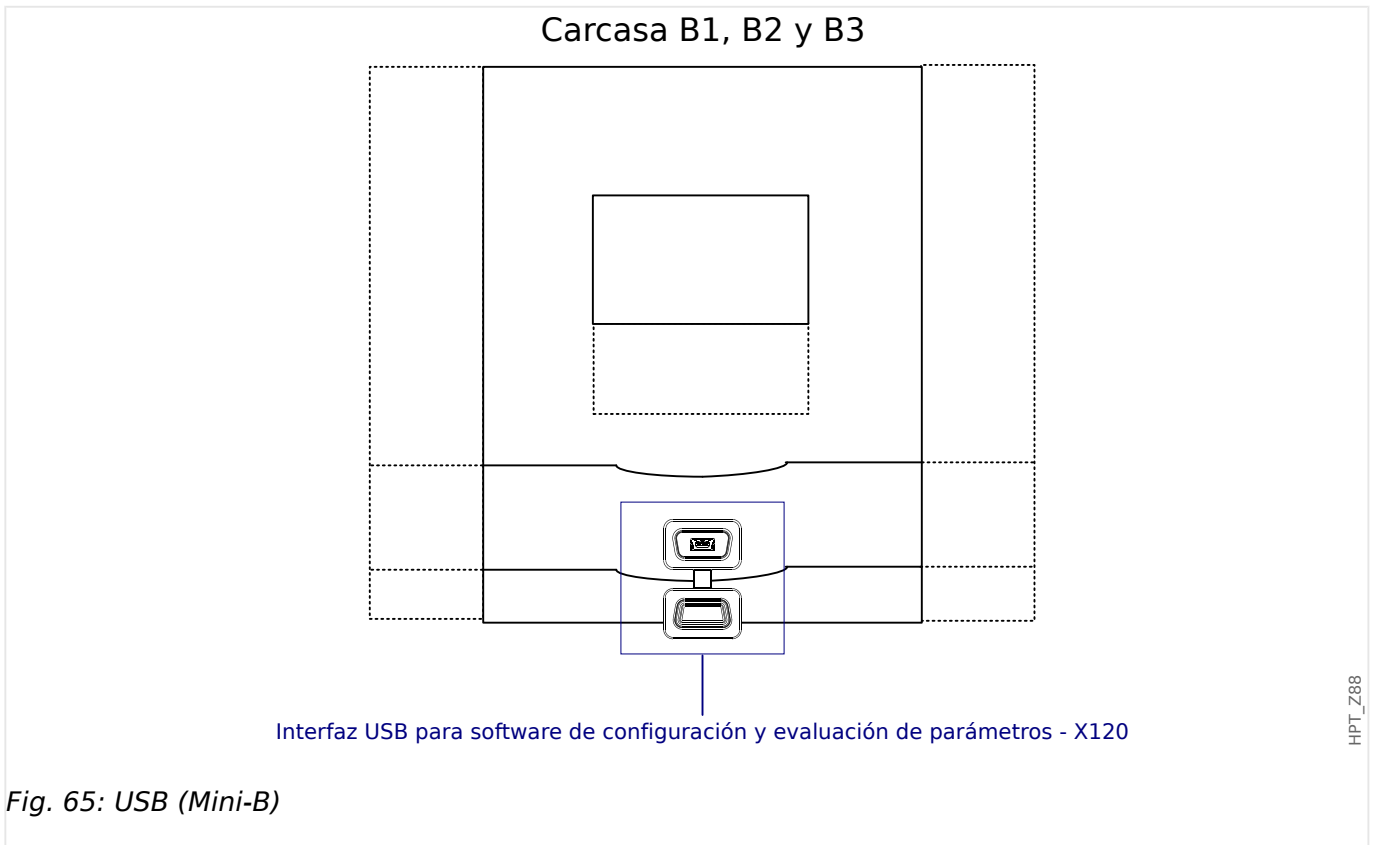 Carcasa B1, B2 y B3
Interfaz USB para software de configuración y evaluación de parámetros - X120
HPT_Z88
Fig. 65: USB (Mini-B)